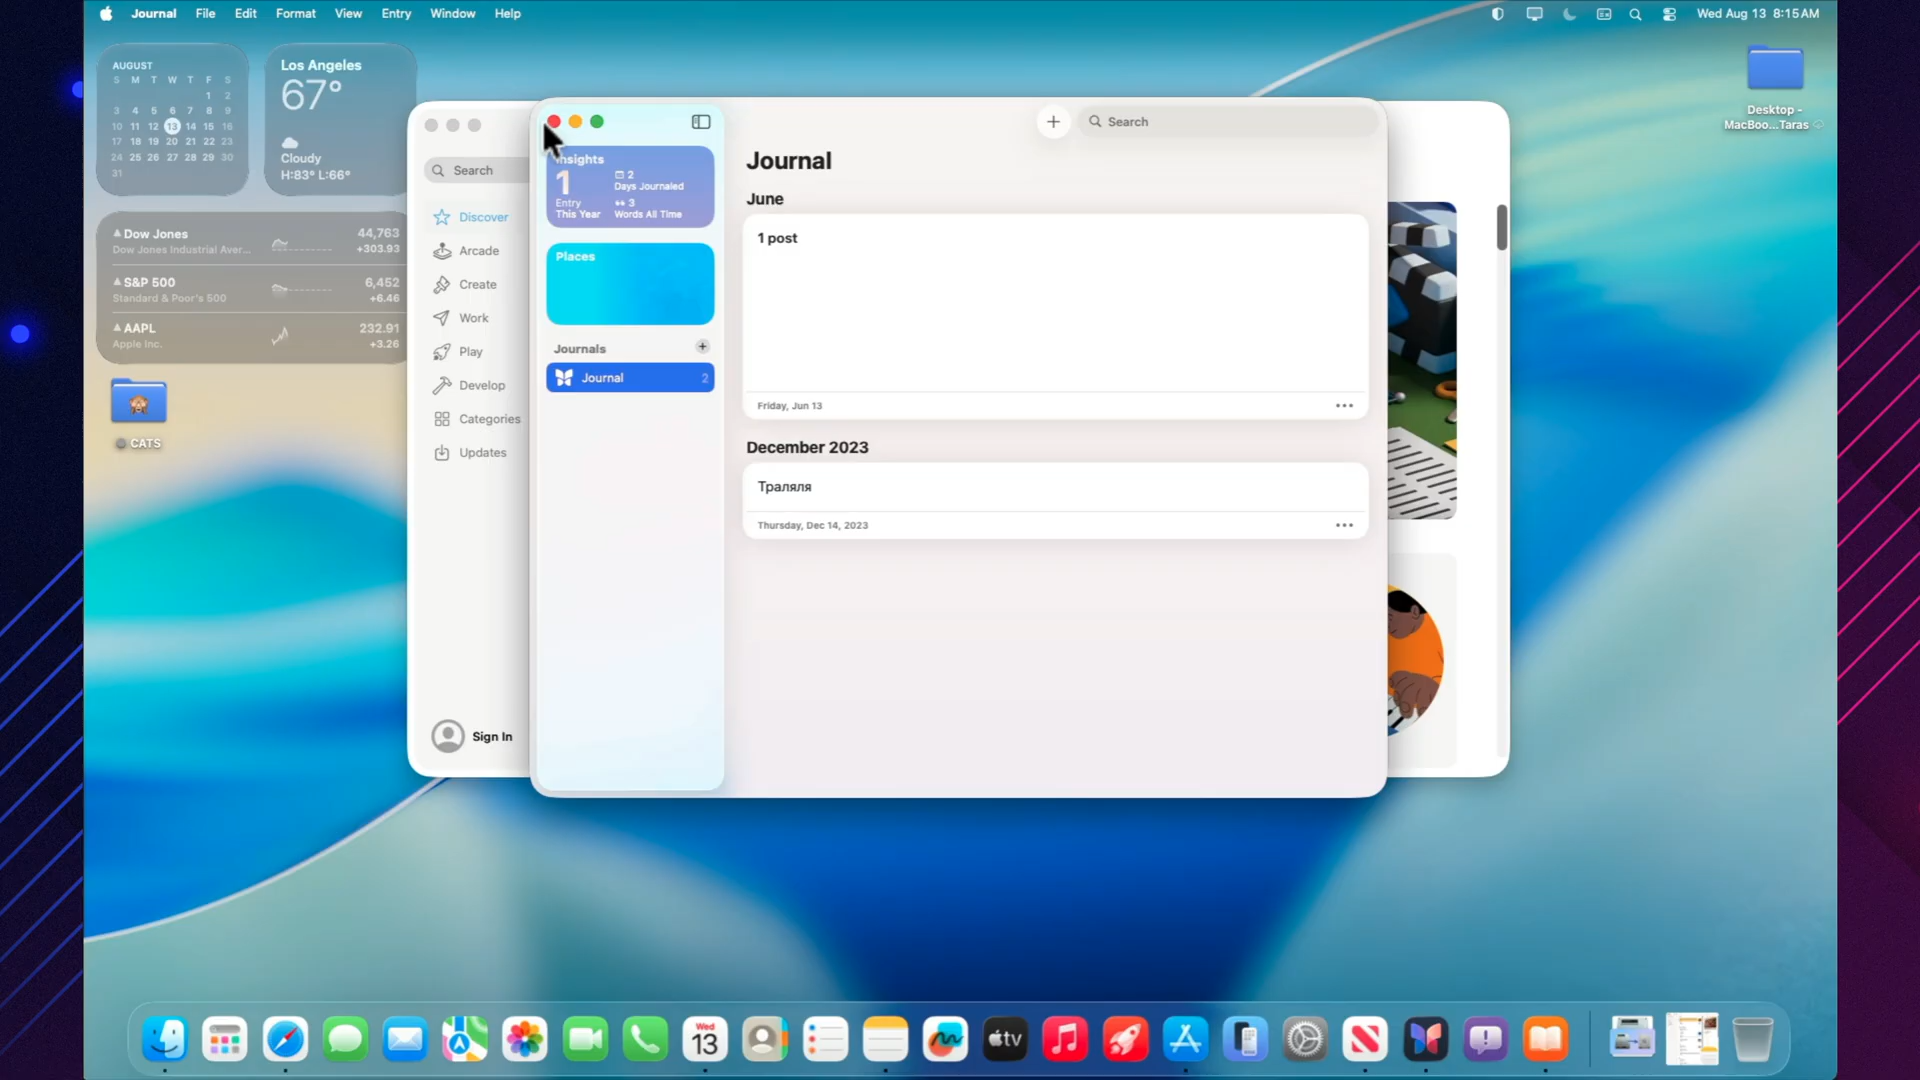 Journal File Edit Format View Entry Window Help
Wed Aug 13 8:15 AM
AUGUST
S M T W T F S
1 2
3 4 5 6 7 8 9
10 11 12 13 14 15 16
17 18 19 20 21 22 23
24 25 26 27 28 29 30
31
Los Angeles
67°
Cloudy
H:83° L:66°
Dow Jones 44,763
Dow Jones Industrial Aver... +303.93
S&P 500 6,452
Standard & Poor's 500 +6.46
AAPL 232.91
Apple Inc. +3.26
CATS
Desktop -
MacBoo...Taras
Search
Discover
Arcade
Create
Work
Play
Develop
Categories
Updates
Sign In
Insights
1
Entry
This Year
2
Days Journaled
3
Words All Time
Places
Journals
Journal 2
Search
Journal
June
1 post
Friday, Jun 13
December 2023
Траляля
Thursday, Dec 14, 2023
Wed
13
tv